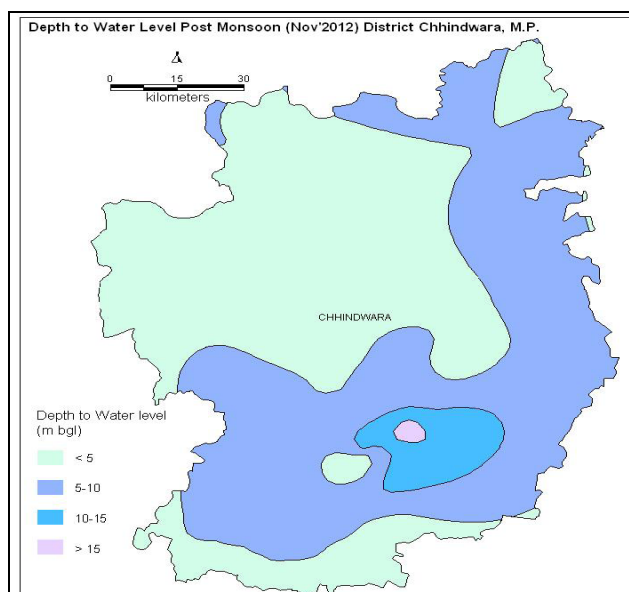 Depth to Water Level Post Monsoon (Nov'2012) District Chhindwara, M.P.
0 15 30
kilometers
CHHINDWARA
Depth to Water level
(m bgl)
< 5
5-10
10-15
> 15